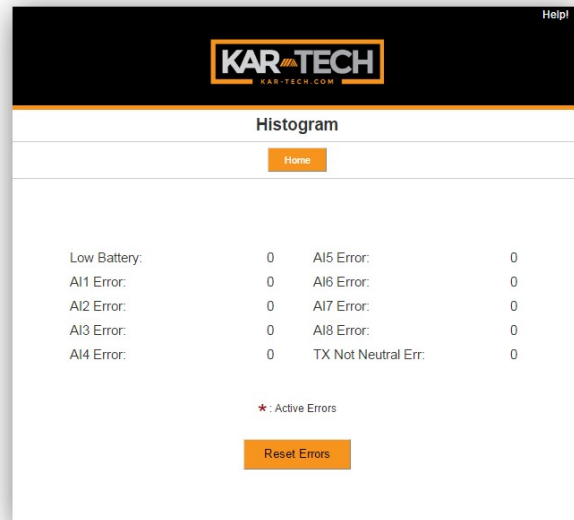 Help!
KAR-TECH
KAR-TECH.COM
Histogram
Home
Low Battery: 0 AI5 Error: 0
AI1 Error: 0 AI6 Error: 0
AI2 Error: 0 AI7 Error: 0
AI3 Error: 0 AI8 Error: 0
AI4 Error: 0 TX Not Neutral Err: 0
* : Active Errors
Reset Errors